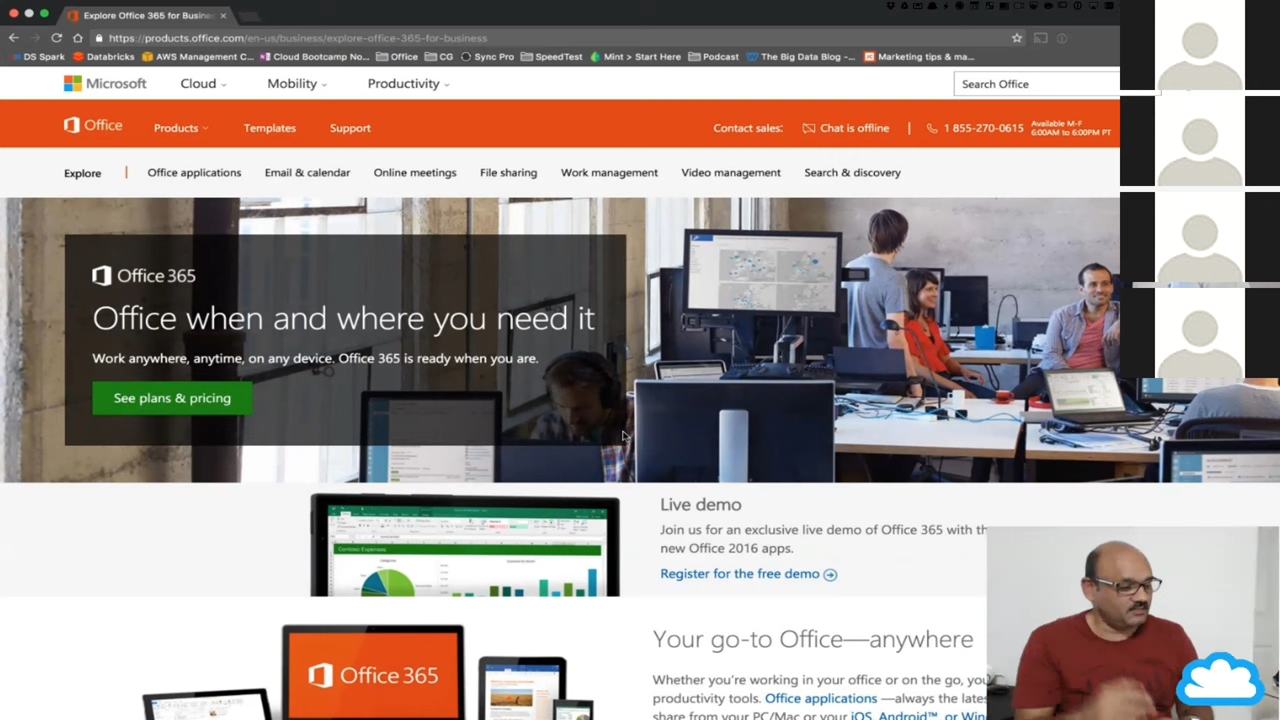 Explore Office 365 for Busine
https://products.office.com/en-us/business/explore-office-365-for-business
DS Spark Databricks AWS Management C... Cloud Bootcamp No... Office CG Sync Pro SpeedTest Mint > Start Here Podcast The Big Data Blog -... Marketing tips & ma...
Microsoft Cloud Mobility Productivity Search Office
Office Products Templates Support Contact sales: Chat is offline | 1 855-270-0615 Available M-F
6:00AM to 6:00PM PT
Explore | Office applications Email & calendar Online meetings File sharing Work management Video management Search & discovery
Office 365
Office when and where you need it
Work anywhere, anytime, on any device. Office 365 is ready when you are.
See plans & pricing
Live demo
Join us for an exclusive live demo of Office 365 with th
new Office 2016 apps.
Register for the free demo
Contoso Expenses
Your go-to Office—anywhere
Office 365
Whether you're working in your office or on the go, you
productivity tools. Office applications —always the lates
share from your PC/Mac or your iOS, Android™, or Win